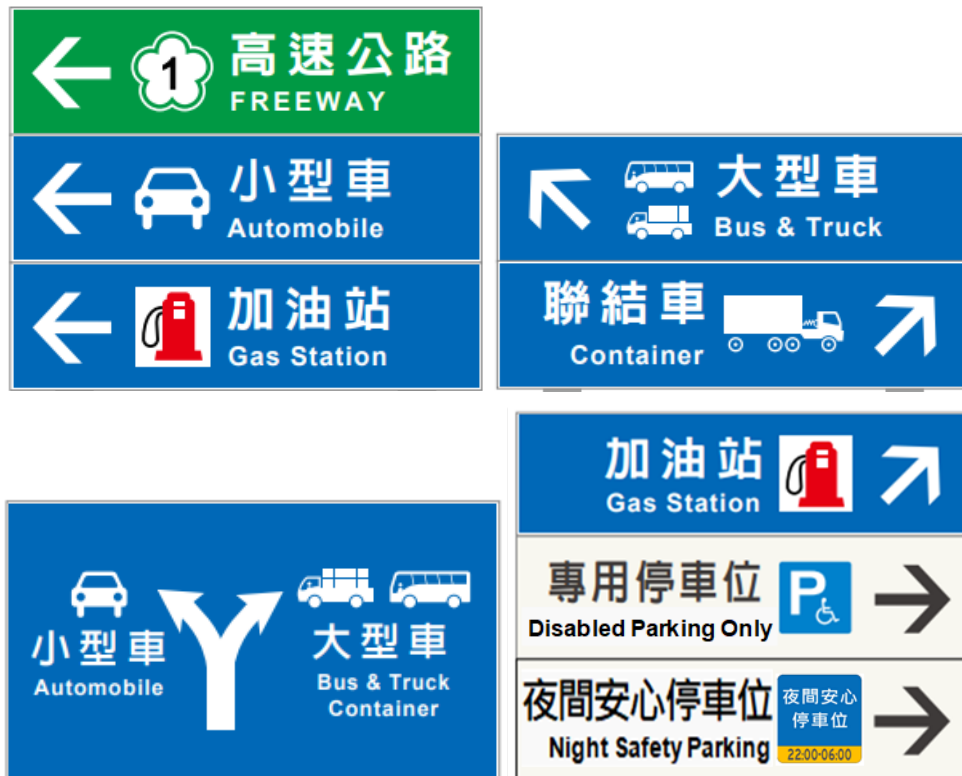 1
高速公路
FREEWAY
小型車
Automobile
加油站
Gas Station
大型車
Bus & Truck
聯結車
Container
小型車
Automobile
大型車
Bus & Truck
Container
加油站
Gas Station
專用停車位
Disabled Parking Only
P
夜間安心停車位
Night Safety Parking
夜間安心
停車位
22:00-06:00